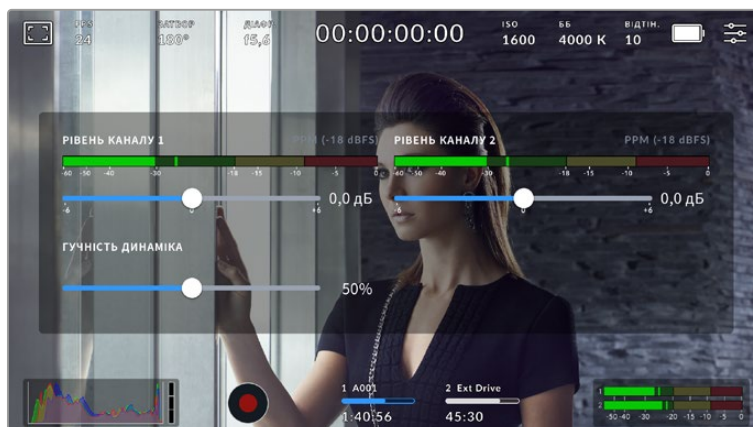 FPS ЗАТВОР ДІАФР. 00:00:00:00 ISO ББ ВІДТІН.
24 180° f5,6 1600 4000 K 10
РІВЕНЬ КАНАЛУ 1 PPM (-18 dBFS) РІВЕНЬ КАНАЛУ 2 PPM (-18 dBFS)
-60 -50 -40 -30 -18 -15 -10 -5 0 -60 -50 -40 -30 -18 -15 -10 -5 0
0,0 дБ 0,0 дБ
-6 0 +6 -6 0 +6
ГУЧНІСТЬ ДИНАМІКА
50%
1 A001 2 Ext Drive
1:40:56 45:30
1
2
-50 -40 -30 -20 -15 -10 -5 0